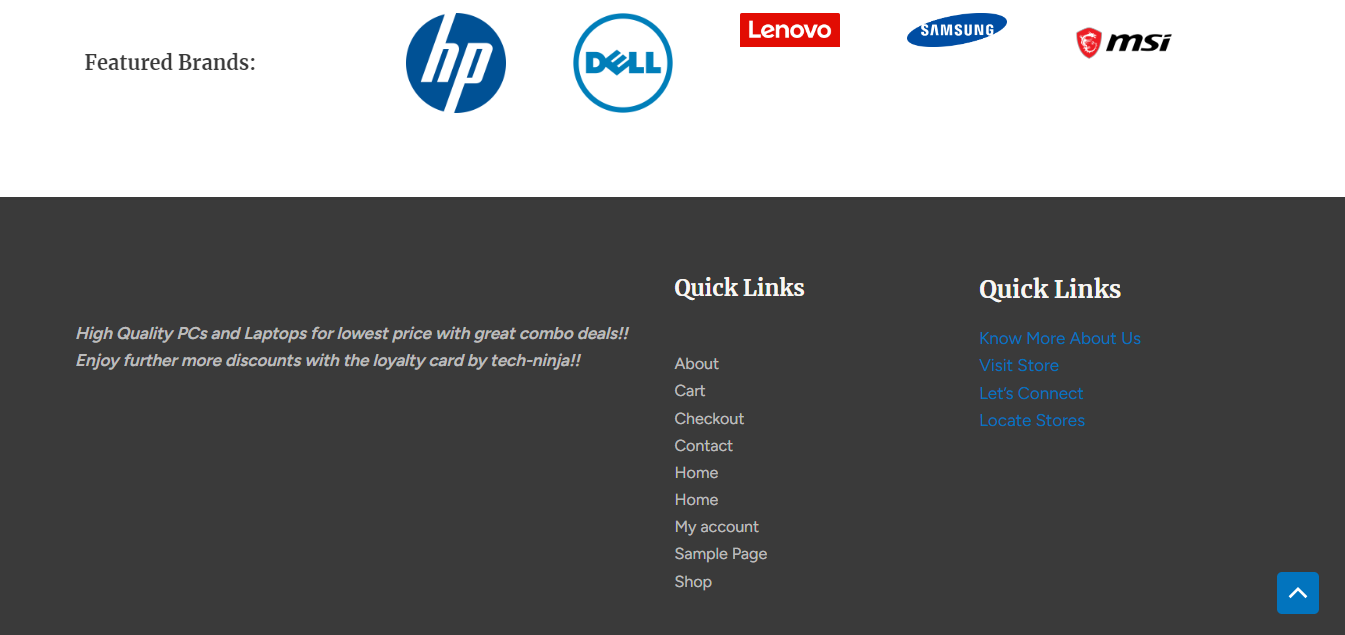 Featured Brands:
hp
DELL
Lenovo
SAMSUNG
msi
High Quality PCs and Laptops for lowest price with great combo deals!!
Enjoy further more discounts with the loyalty card by tech-ninja!!
Quick Links
About
Cart
Checkout
Contact
Home
Home
My account
Sample Page
Shop
Quick Links
Know More About Us
Visit Store
Let's Connect
Locate Stores